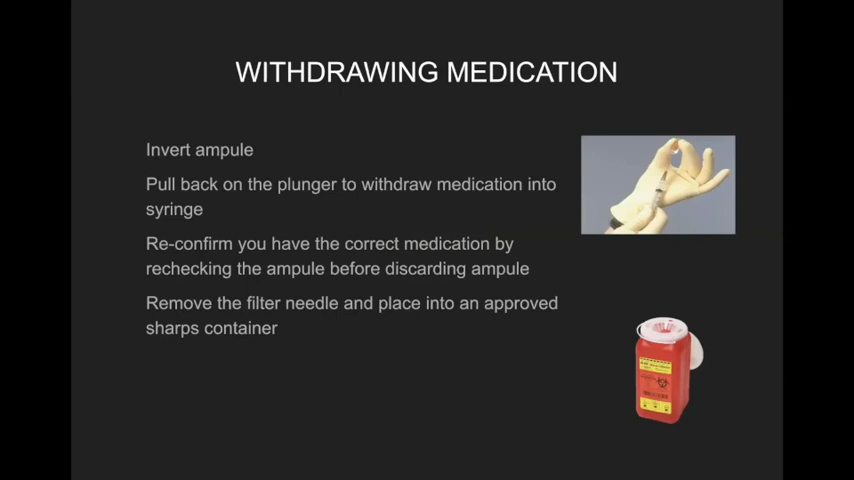 WITHDRAWING MEDICATION
Invert ampule
Pull back on the plunger to withdraw medication into
syringe
Re-confirm you have the correct medication by
rechecking the ampule before discarding ampule
Remove the filter needle and place into an approved
sharps container